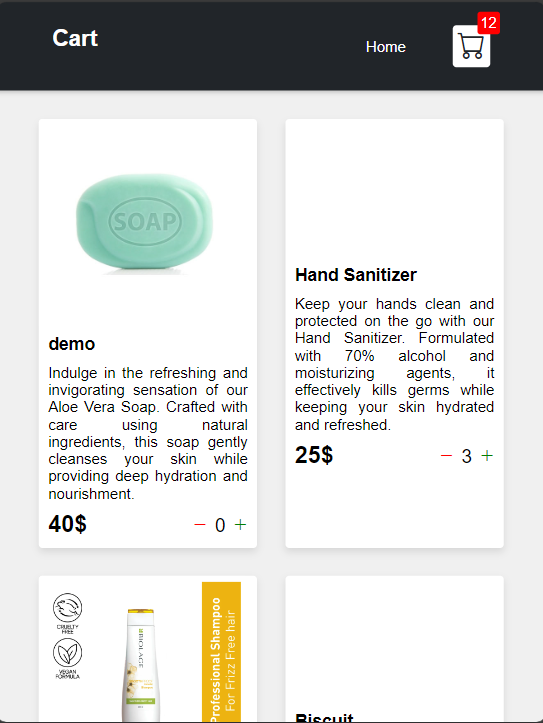 Cart
Home
12
SOAP
demo
Indulge in the refreshing and
invigorating sensation of our
Aloe Vera Soap. Crafted with
care using natural
ingredients, this soap gently
cleanses your skin while
providing deep hydration and
nourishment.
40$
− 0 +
Hand Sanitizer
Keep your hands clean and
protected on the go with our
Hand Sanitizer. Formulated
with 70% alcohol and
moisturizing agents, it
effectively kills germs while
keeping your skin hydrated
and refreshed.
25$
− 3 +
CRUELTY
FREE
VEGAN
FORMULA
BIOLAGE
Professional Shampoo
For Frizz Free hair
Biscuit